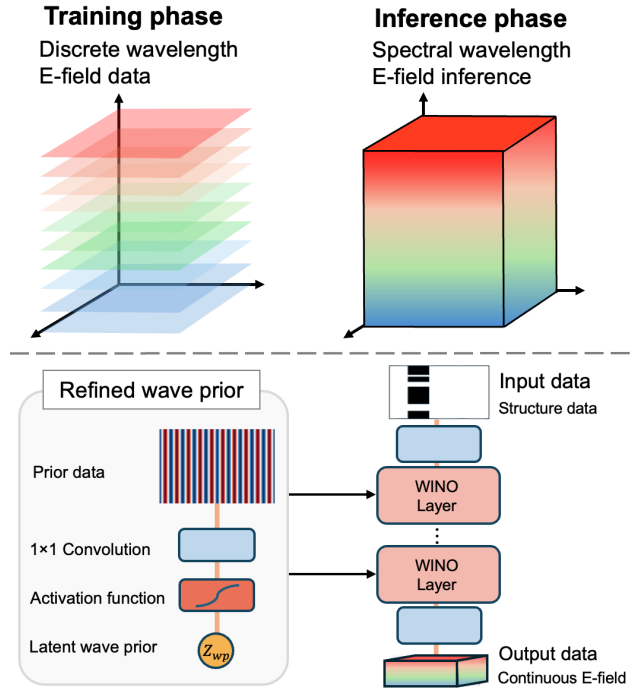 Training phase
Discrete wavelength
E-field data
Inference phase
Spectral wavelength
E-field inference
Refined wave prior
Prior data
1×1 Convolution
Activation function
Latent wave prior
Z_wp
Input data
Structure data
WINO
Layer
WINO
Layer
Output data
Continuous E-field